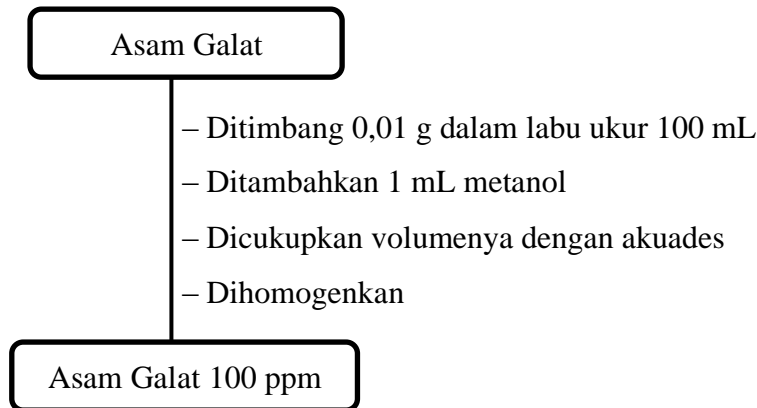 Asam Galat
– Ditimbang 0,01 g dalam labu ukur 100 mL
– Ditambahkan 1 mL metanol
– Dicukupkan volumenya dengan akuades
– Dihomogenkan
Asam Galat 100 ppm